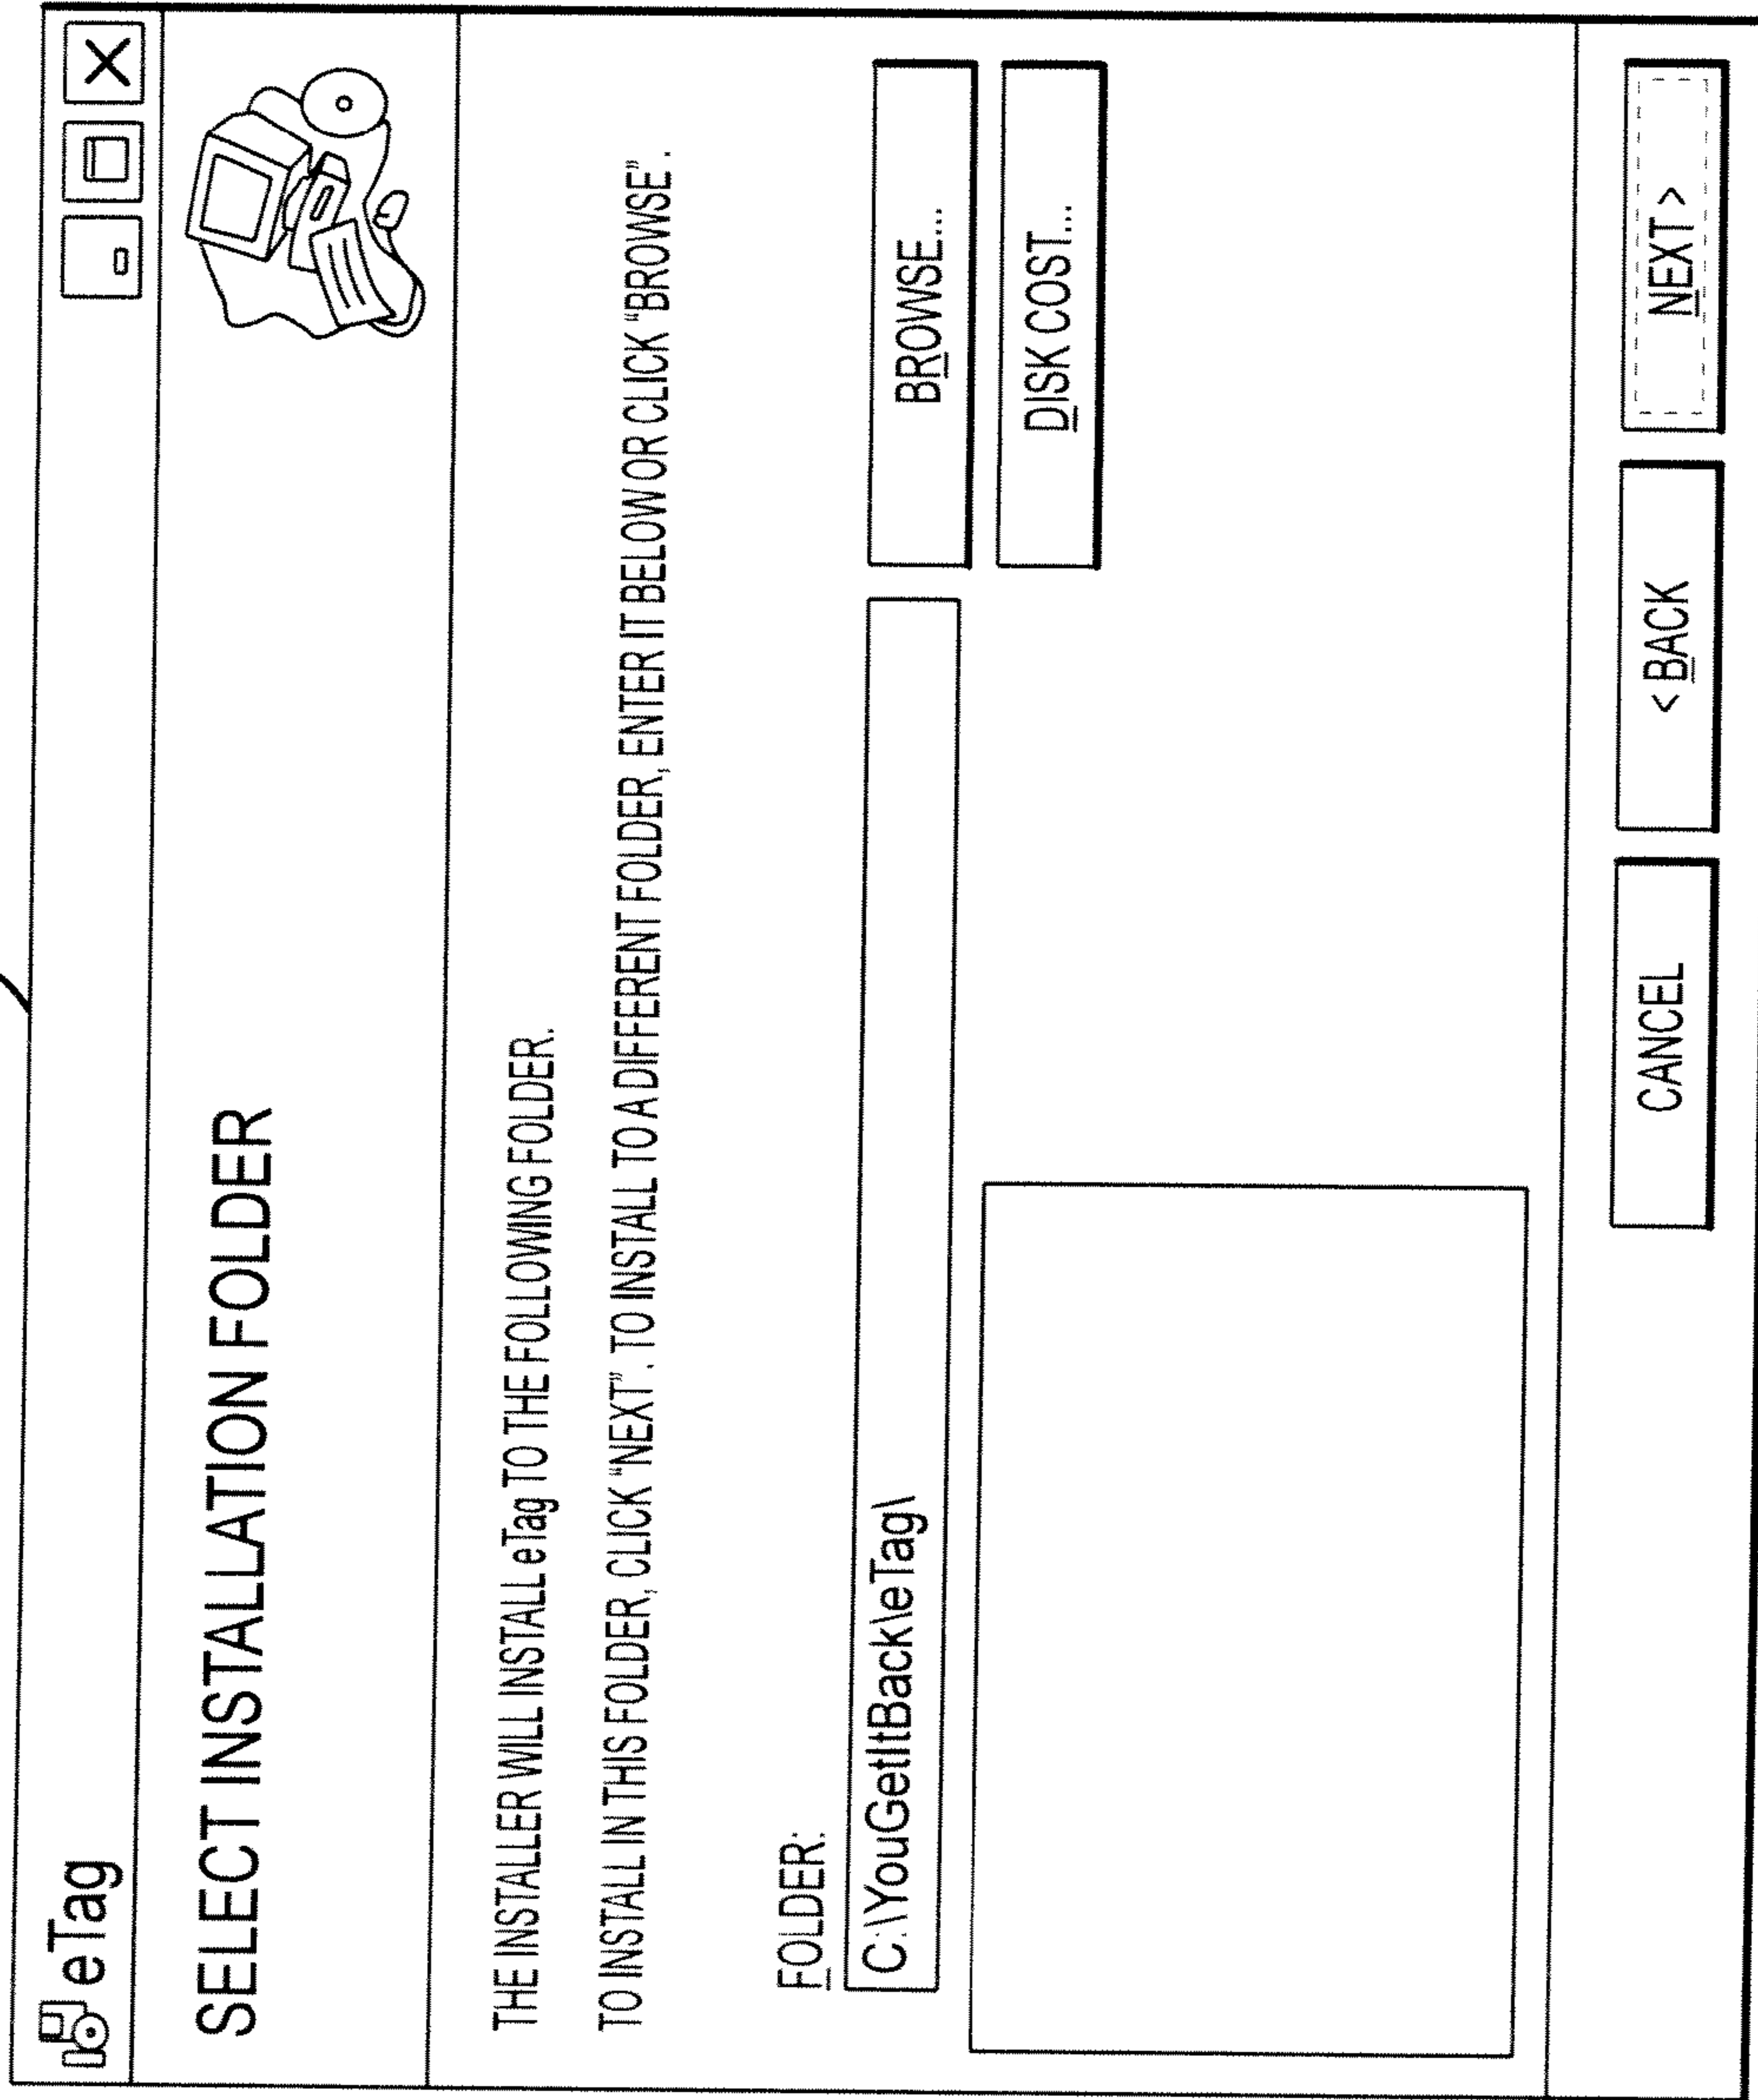 eTag
SELECT INSTALLATION FOLDER
THE INSTALLER WILL INSTALL eTag TO THE FOLLOWING FOLDER.
TO INSTALL IN THIS FOLDER, CLICK "NEXT". TO INSTALL TO A DIFFERENT FOLDER, ENTER IT BELOW OR CLICK "BROWSE".
FOLDER:
C:\YouGetItBack\eTag\
BROWSE...
DISK COST...
CANCEL
< BACK
NEXT >